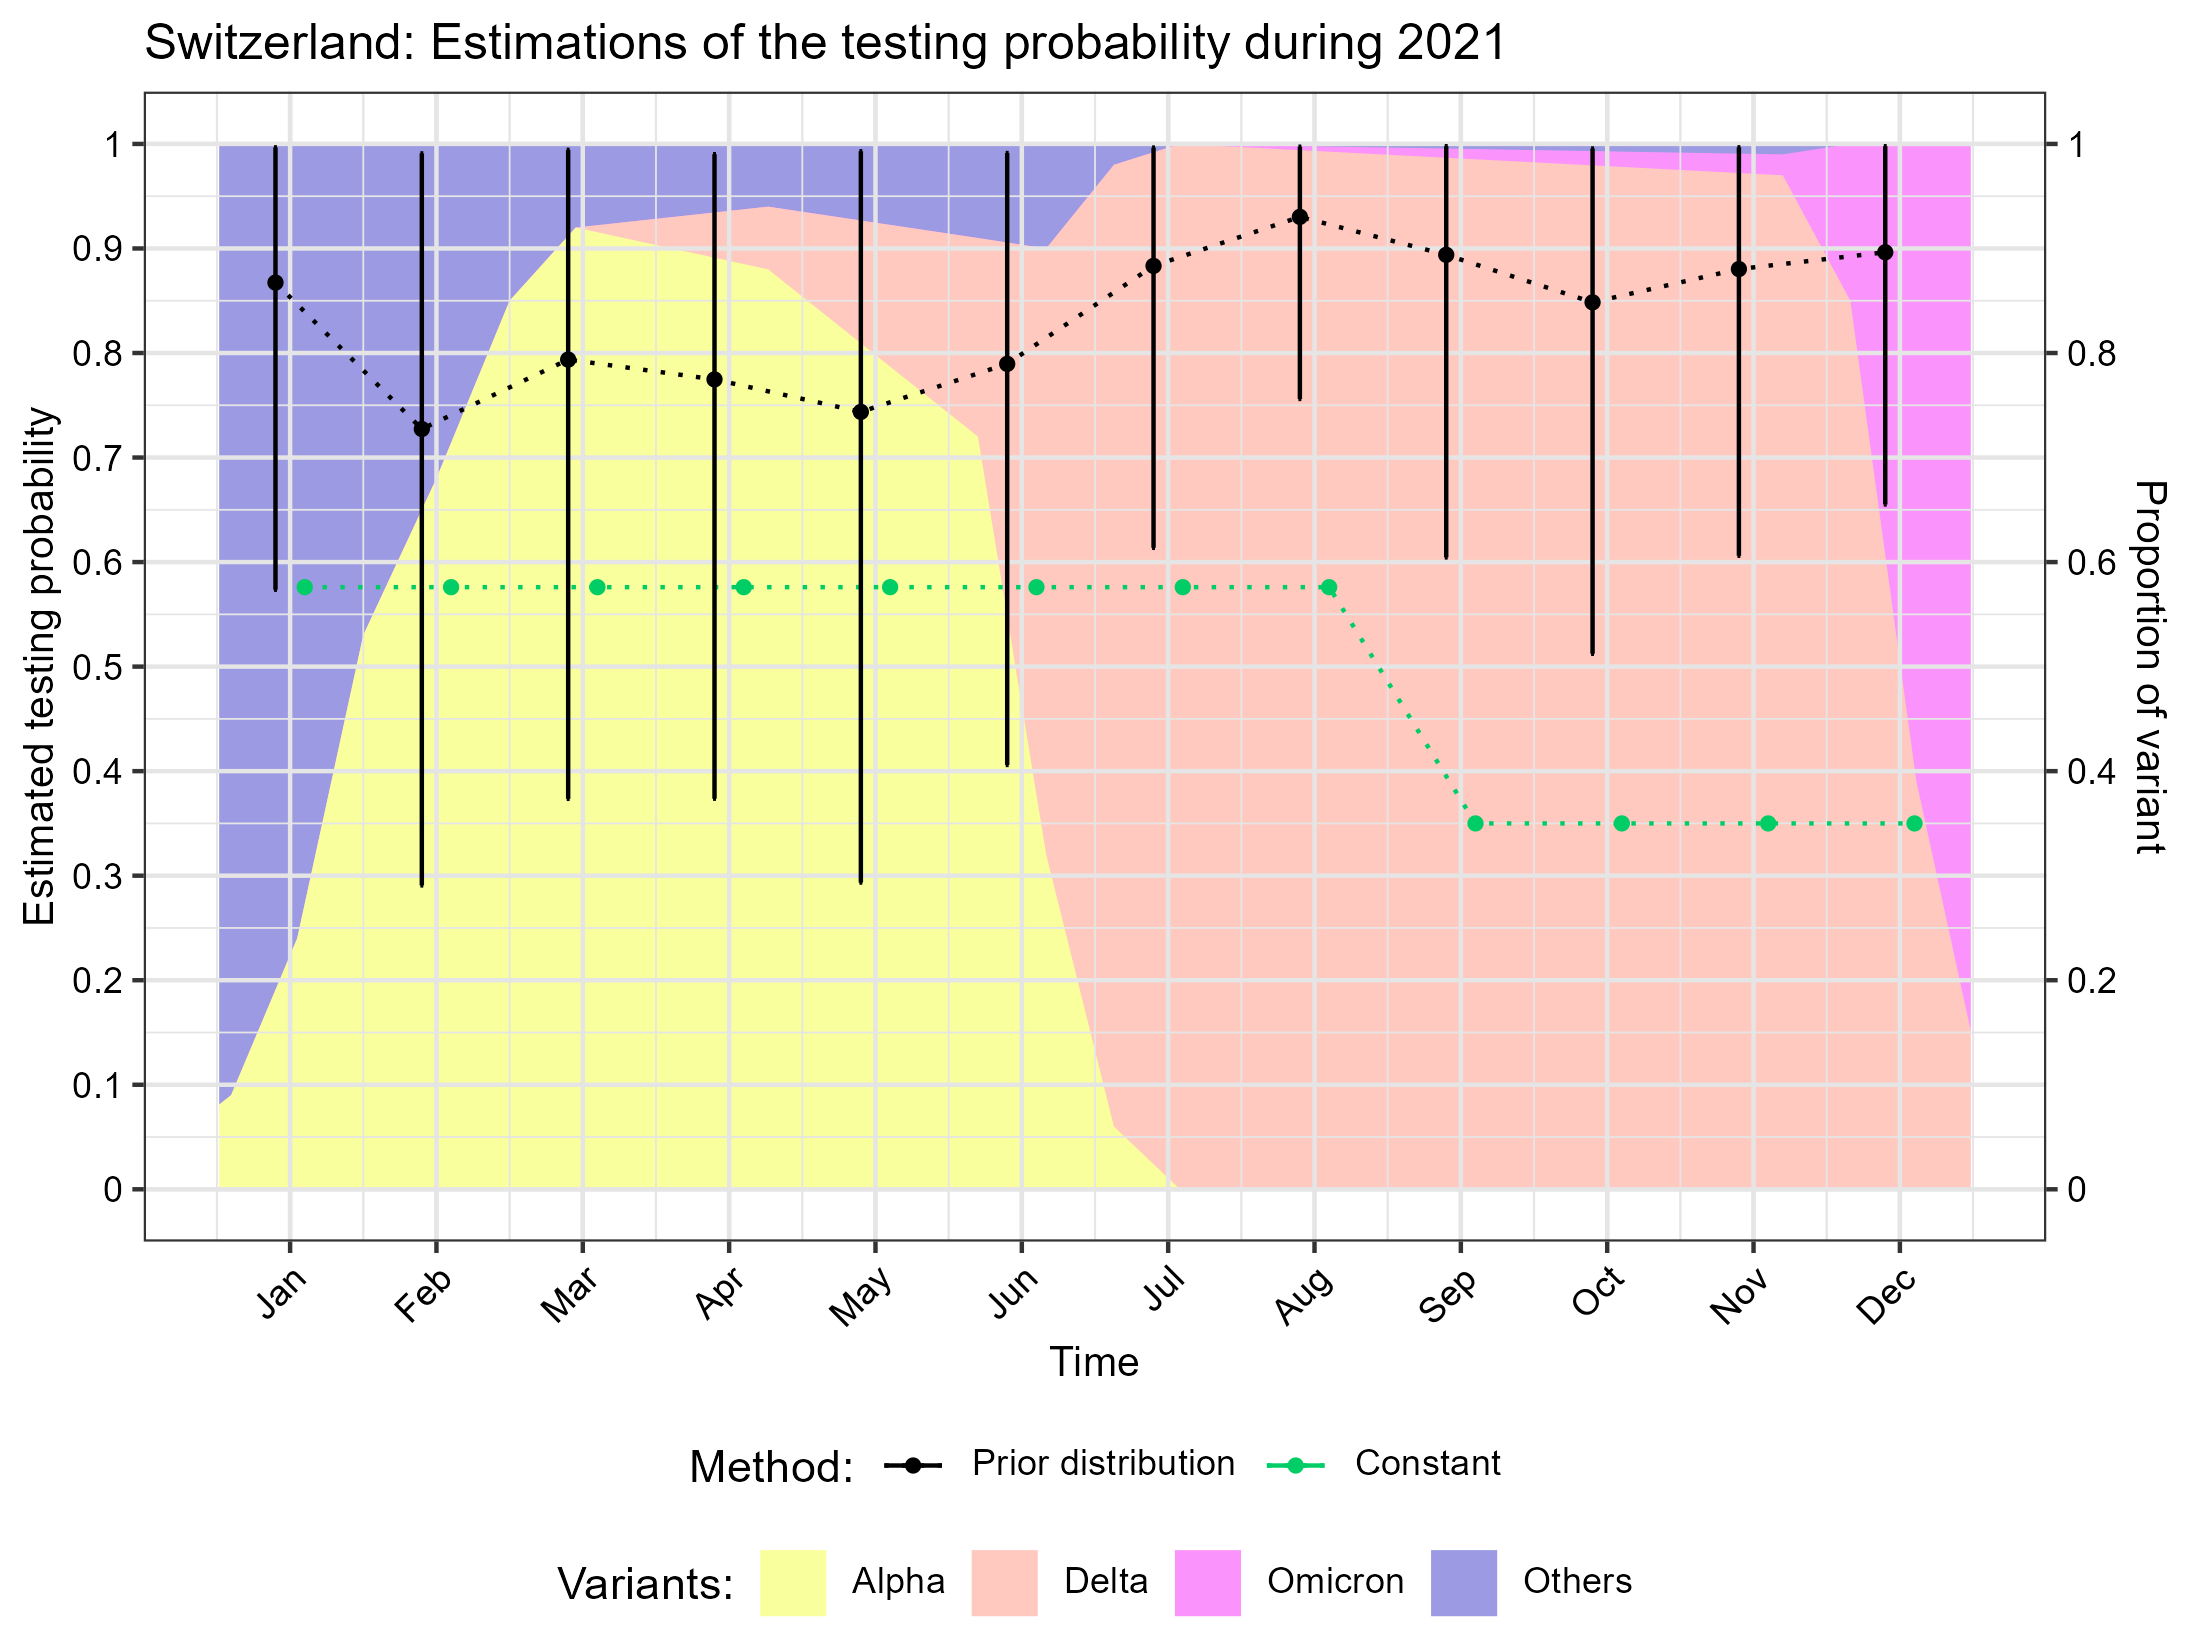 Switzerland: Estimations of the testing probability during 2021
Estimated testing probability
1
0.9
0.8
0.7
0.6
0.5
0.4
0.3
0.2
0.1
0
1
0.8
0.6
0.4
0.2
0
Proportion of variant
Jan
Feb
Mar
Apr
May
Jun
Jul
Aug
Sep
Oct
Nov
Dec
Time
Method: Prior distribution Constant
Variants: Alpha Delta Omicron Others